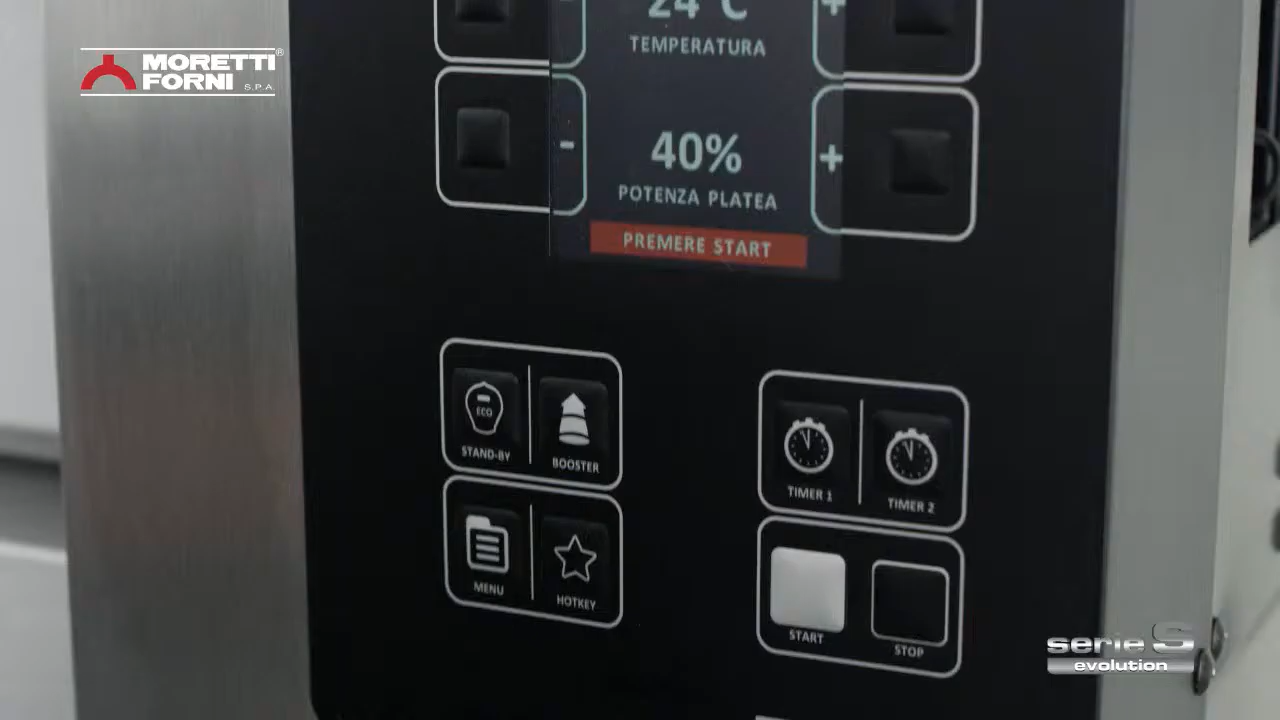 MORETTI
FORNI S.P.A.
®
24°C
TEMPERATURA
-
+
40%
POTENZA PLATEA
-
+
PREMERE START
ECO
STAND-BY
BOOSTER
TIMER 1
TIMER 2
MENU
HOTKEY
START
STOP
serie S
evolution